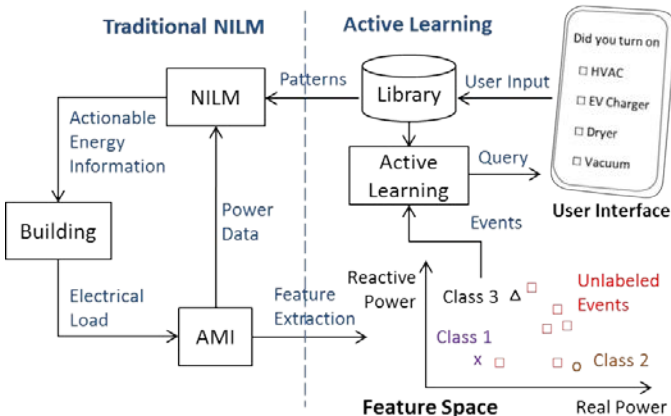 Traditional NILM
Active Learning
Did you turn on
□ HVAC
□ EV Charger
□ Dryer
□ Vacuum
NILM
Patterns
Library
User Input
Actionable
Energy
Information
Active
Learning
Query
User Interface
Building
Power
Data
Events
Electrical
Load
AMI
Feature
Extraction
Reactive
Power
Class 3
Unlabeled
Events
Class 1
x
Class 2
Feature Space
Real Power